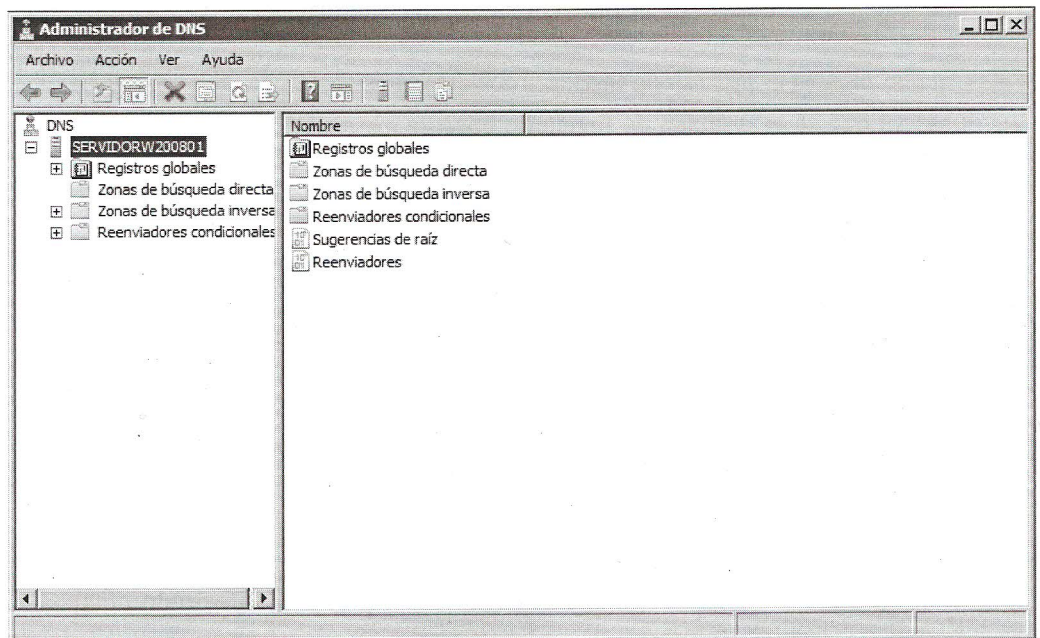 Administrador de DNS
Archivo Acción Ver Ayuda
DNS
SERVIDORW200801
Registros globales
Zonas de búsqueda directa
Zonas de búsqueda inversa
Reenviadores condicionales
Nombre
Registros globales
Zonas de búsqueda directa
Zonas de búsqueda inversa
Reenviadores condicionales
Sugerencias de raíz
Reenviadores